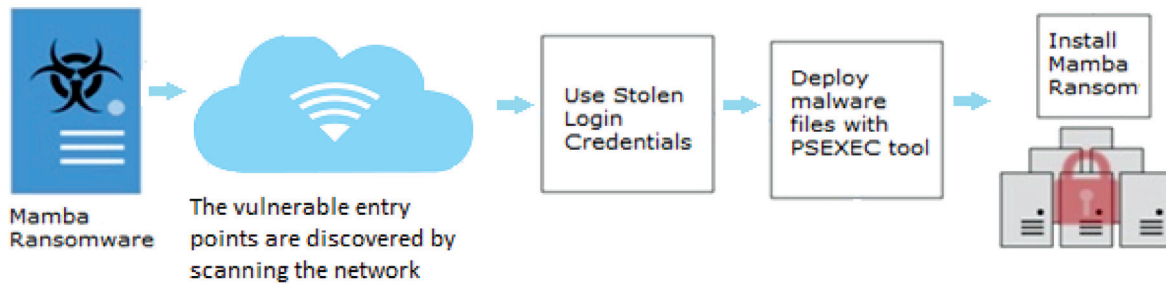 Mamba
Ransomware
The vulnerable entry
points are discovered by
scanning the network
Use Stolen
Login
Credentials
Deploy
malware
files with
PSEXEC tool
Install
Mamba
Ransom